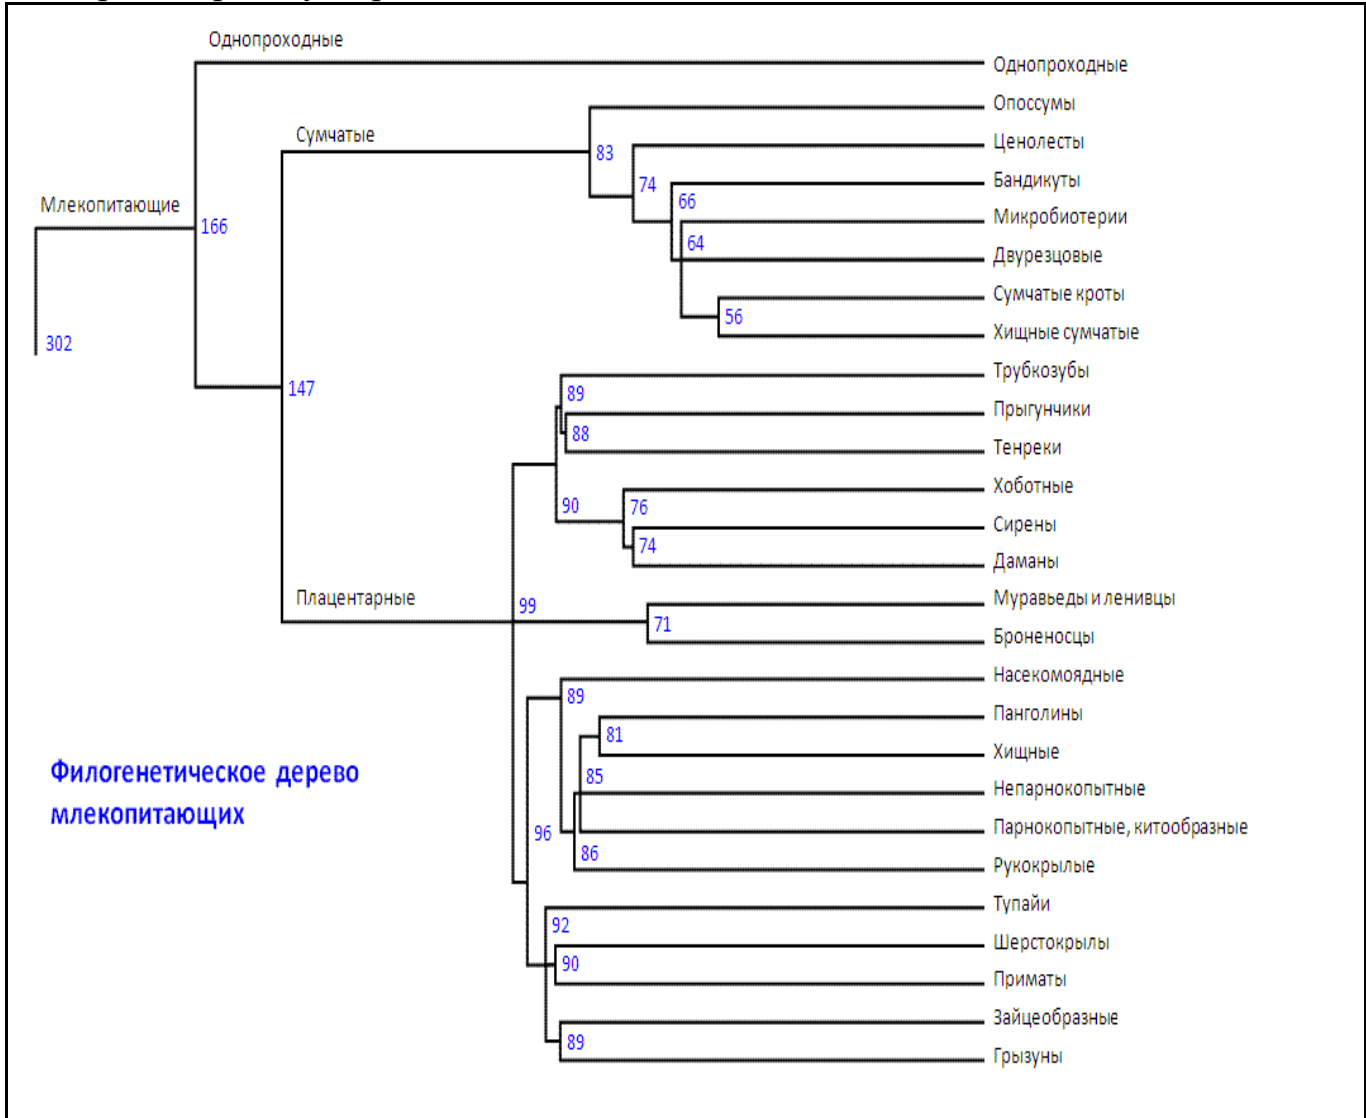 Однопроходные
Однопроходные
Опоссумы
Сумчатые
Ценолесты
83
Бандикуты
74
66
Млекопитающие
Микробиотерии
166
64
Двурезцовые
Сумчатые кроты
56
Хищные сумчатые
302
Трубкозубы
147
89
Прыгунчики
88
Тенреки
Хоботные
90
76
Сирены
74
Даманы
Плацентарные
99
Муравьеды и ленивцы
71
Броненосцы
Насекомоядные
89
Панголины
81
Хищные
Филогенетическое дерево
млекопитающих
85
Непарнокопытные
96
Парнокопытные, китообразные
86
Рукокрылые
Тупайи
92
Шерстокрылы
90
Приматы
Зайцеобразные
89
Грызуны